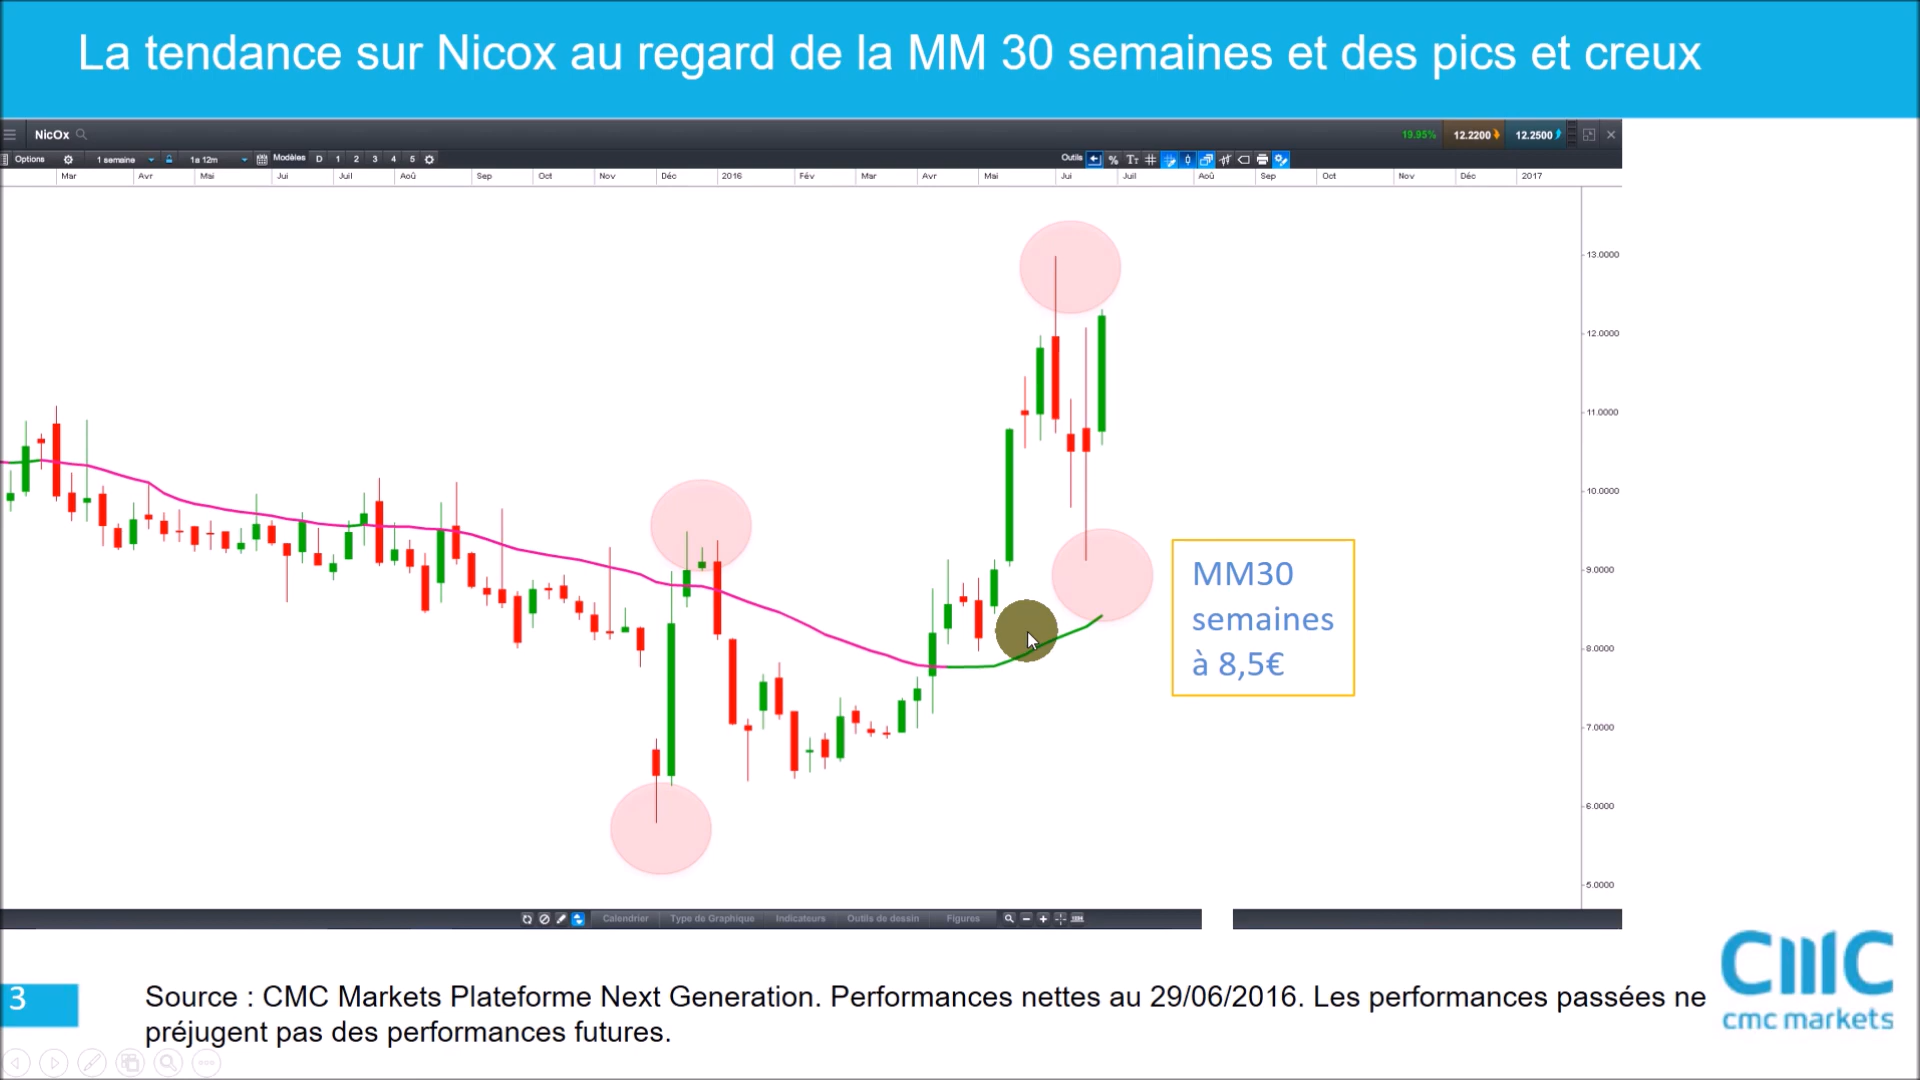 La tendance sur Nicox au regard de la MM 30 semaines et des pics et creux
NicOx
19.95% 12.2200 12.2500
Options 1 semaine 1a 12m Modèles D 1 2 3 4 5 Outils
Mar Avr Mai Jui Juil Aoû Sep Oct Nov Déc 2016 Fév Mar Avr Mai Jui Juil Aoû Sep Oct Nov Déc 2017
13.0000
12.0000
11.0000
10.0000
9.0000
8.0000
7.0000
6.0000
5.0000
MM30
semaines
à 8,5€
Calendrier Type de Graphique Indicateurs Outils de dessin Figures
3
Source : CMC Markets Plateforme Next Generation. Performances nettes au 29/06/2016. Les performances passées ne
préjugent pas des performances futures.
CMC
cmc markets